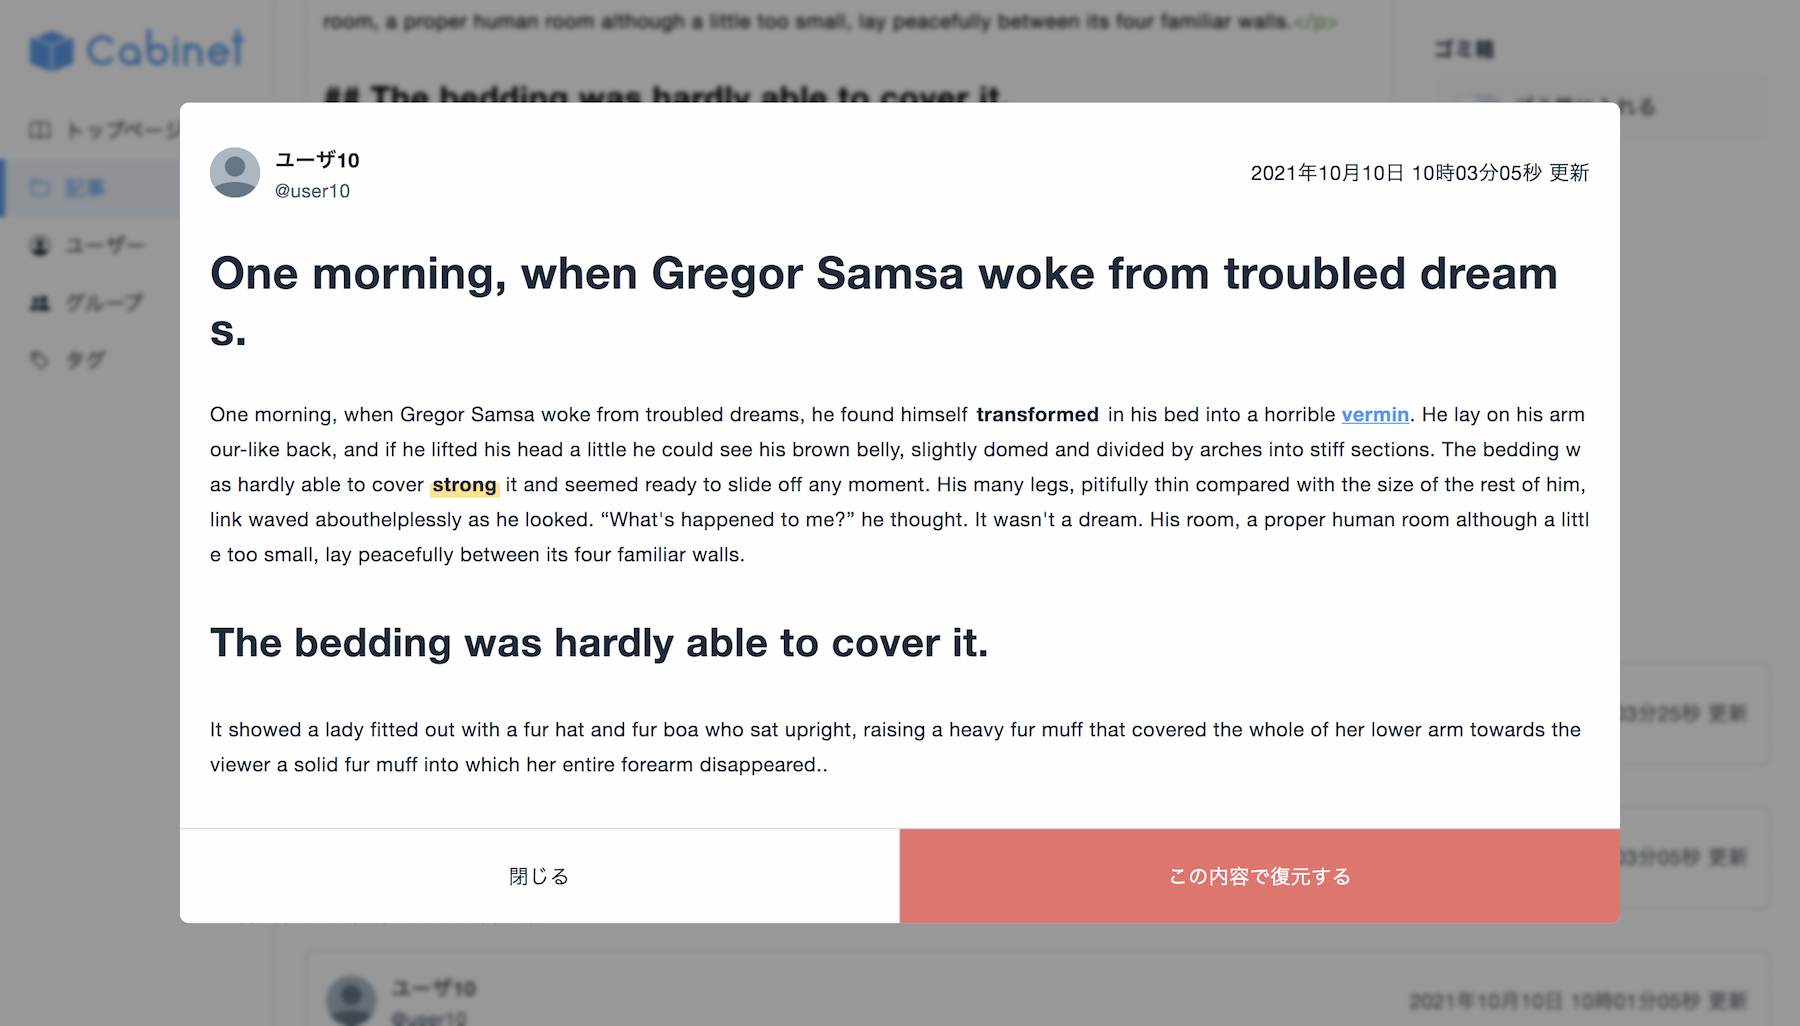 Cabinet
トップページ
記事
ユーザー
グループ
タグ
room, a proper human room although a little too small, lay peacefully between its four familiar walls.</p>
## The bedding was hardly able to cover it.
ゴミ箱
れる
ユーザ10
@user10
2021年10月10日 10時03分05秒 更新
One morning, when Gregor Samsa woke from troubled dream
s.
One morning, when Gregor Samsa woke from troubled dreams, he found himself transformed in his bed into a horrible vermin. He lay on his arm
our-like back, and if he lifted his head a little he could see his brown belly, slightly domed and divided by arches into stiff sections. The bedding w
as hardly able to cover strong it and seemed ready to slide off any moment. His many legs, pitifully thin compared with the size of the rest of him,
link waved abouthelplessly as he looked. “What's happened to me?” he thought. It wasn't a dream. His room, a proper human room although a littl
e too small, lay peacefully between its four familiar walls.
The bedding was hardly able to cover it.
It showed a lady fitted out with a fur hat and fur boa who sat upright, raising a heavy fur muff that covered the whole of her lower arm towards the
viewer a solid fur muff into which her entire forearm disappeared..
閉じる
この内容で復元する
03分25秒 更新
03分05秒 更新
ユーザ10
@user10
2021年10月10日 10時01分05秒 更新